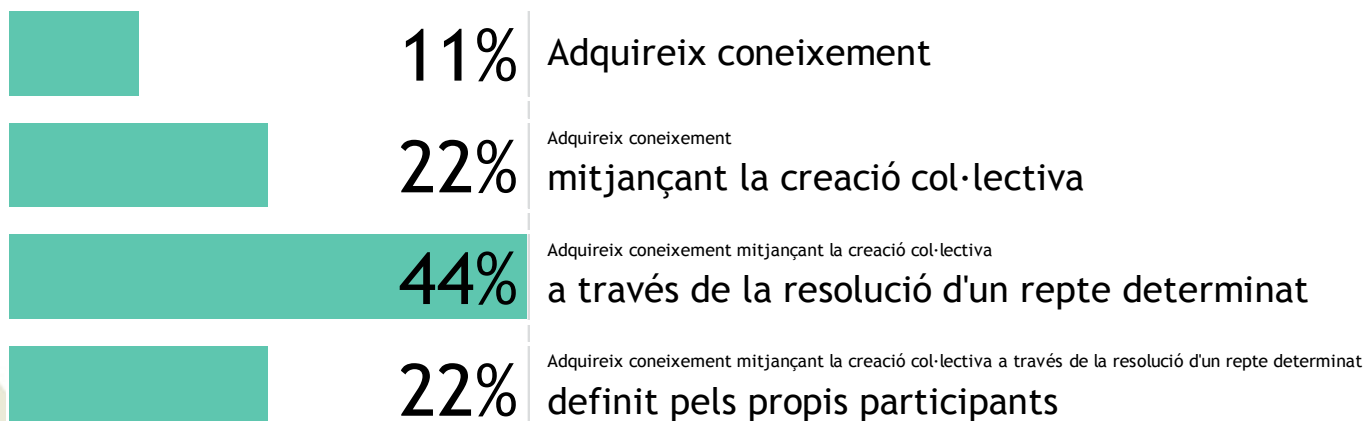 11%
Adquireix coneixement
22%
Adquireix coneixement
mitjançant la creació col·lectiva
44%
Adquireix coneixement mitjançant la creació col·lectiva
a través de la resolució d'un repte determinat
22%
Adquireix coneixement mitjançant la creació col·lectiva a través de la resolució d'un repte determinat
definit pels propis participants